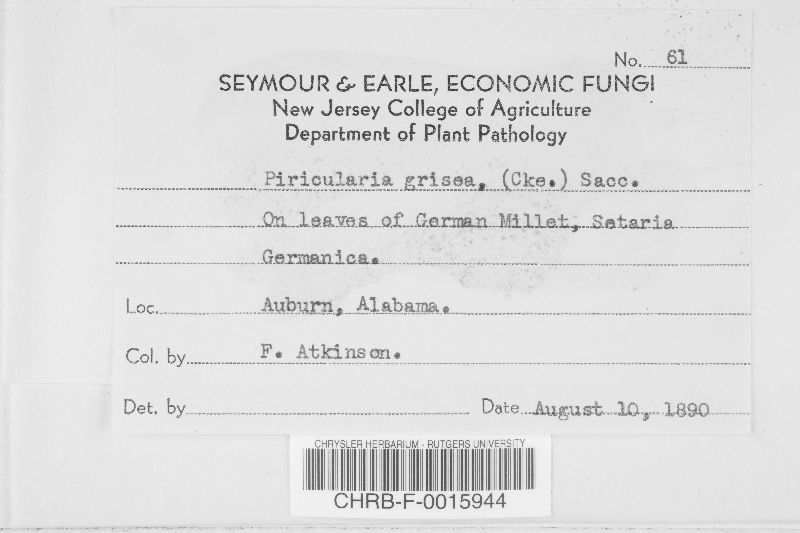 No. 61
SEYMOUR & EARLE, ECONOMIC FUNGI
New Jersey College of Agriculture
Department of Plant Pathology
Piricularia grisea, (Cke.) Sacc.
On leaves of German Millet, Setaria
Germanica.
Loc. Auburn, Alabama.
Col. by F. Atkinson.
Det. by Date August 10, 1890
CHRYSLER HERBARIUM - RUTGERS UNIVERSITY
CHRB-F-0015944